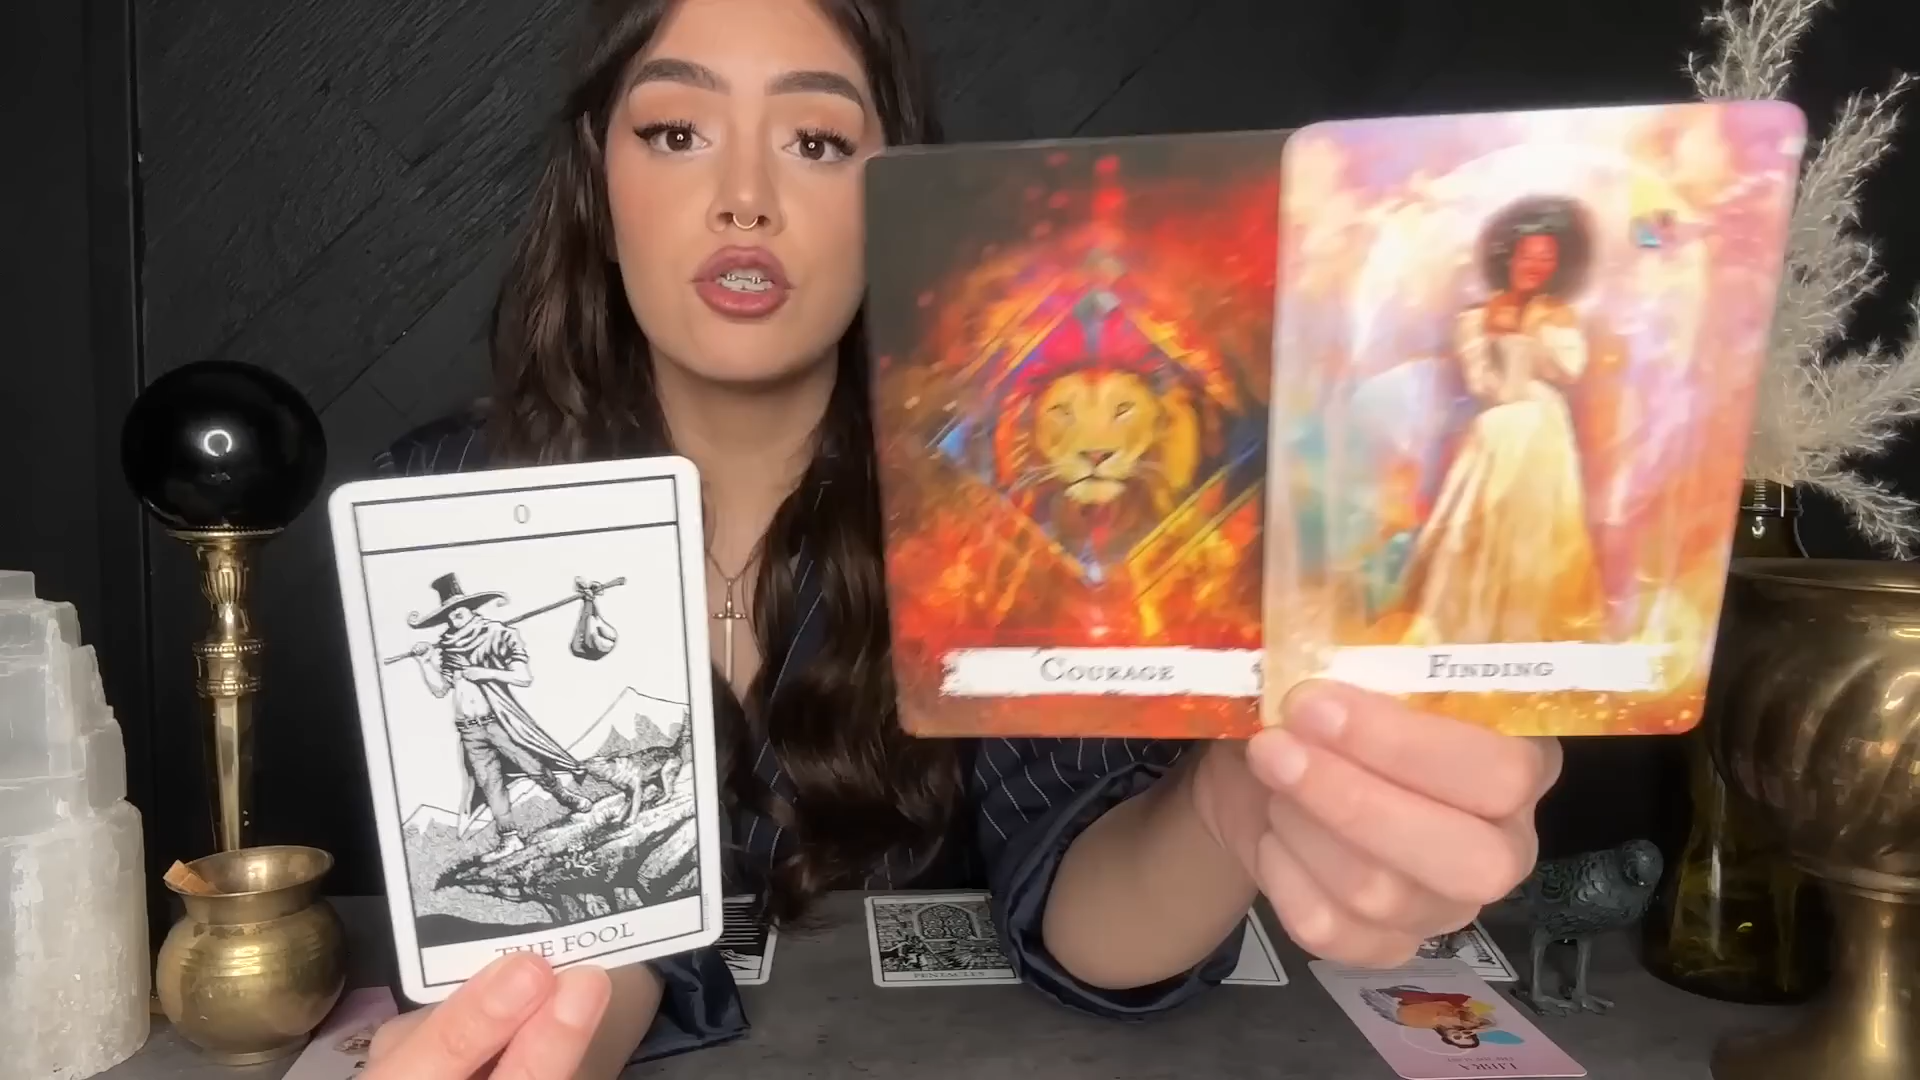 0
THE FOOL
COURAGE
FINDING
PENTACLES
LIBRA